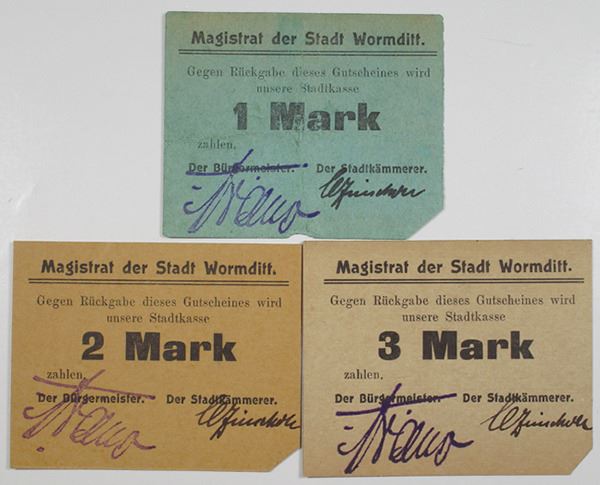 Magistrat der Stadt Wormditt.
Gegen Rückgabe dieses Gutscheines wird
unsere Stadtkasse
1 Mark
zahlen.
Der Bürgermeister. Der Stadtkämmerer.
Magistrat der Stadt Wormditt.
Gegen Rückgabe dieses Gutscheines wird
unsere Stadtkasse
2 Mark
zahlen.
Der Bürgermeister. Der Stadtkämmerer.
Magistrat der Stadt Wormditt.
Gegen Rückgabe dieses Gutscheines wird
unsere Stadtkasse
3 Mark
zahlen.
Der Bürgermeister. Der Stadtkämmerer.